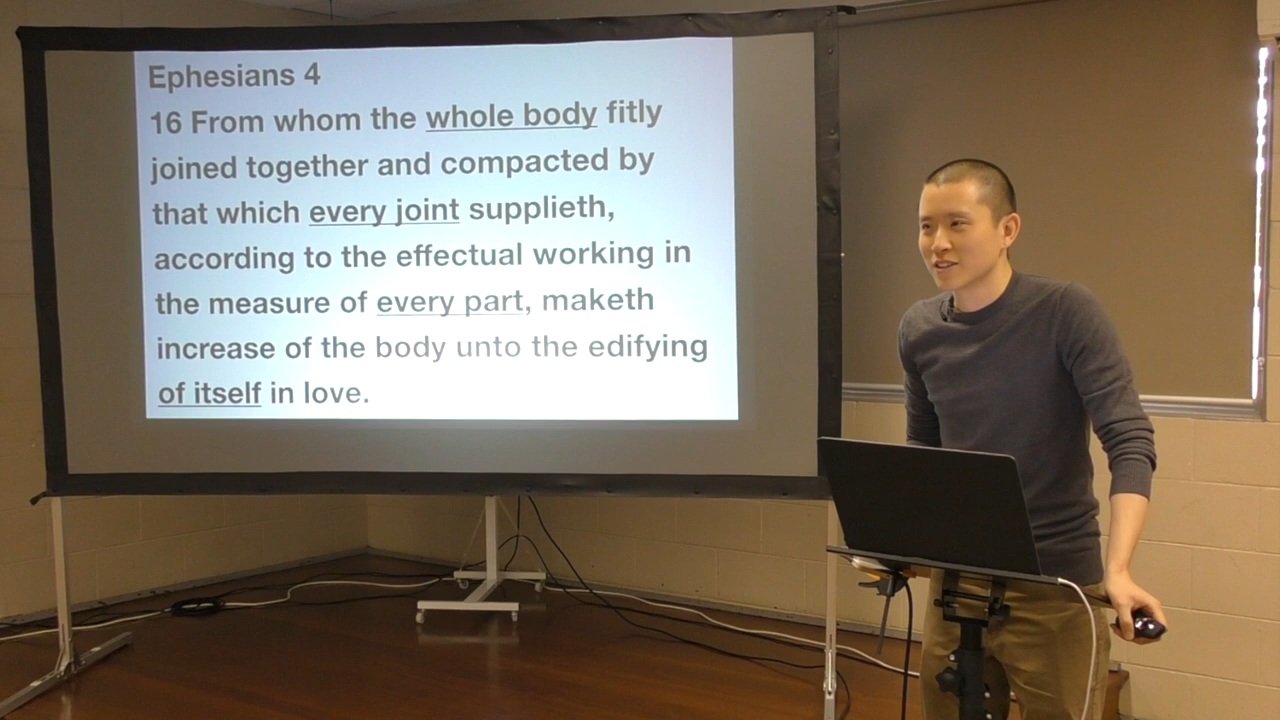 Ephesians 4
16 From whom the whole body fitly
joined together and compacted by
that which every joint supplieth,
according to the effectual working in
the measure of every part, maketh
increase of the body unto the edifying
of itself in love.